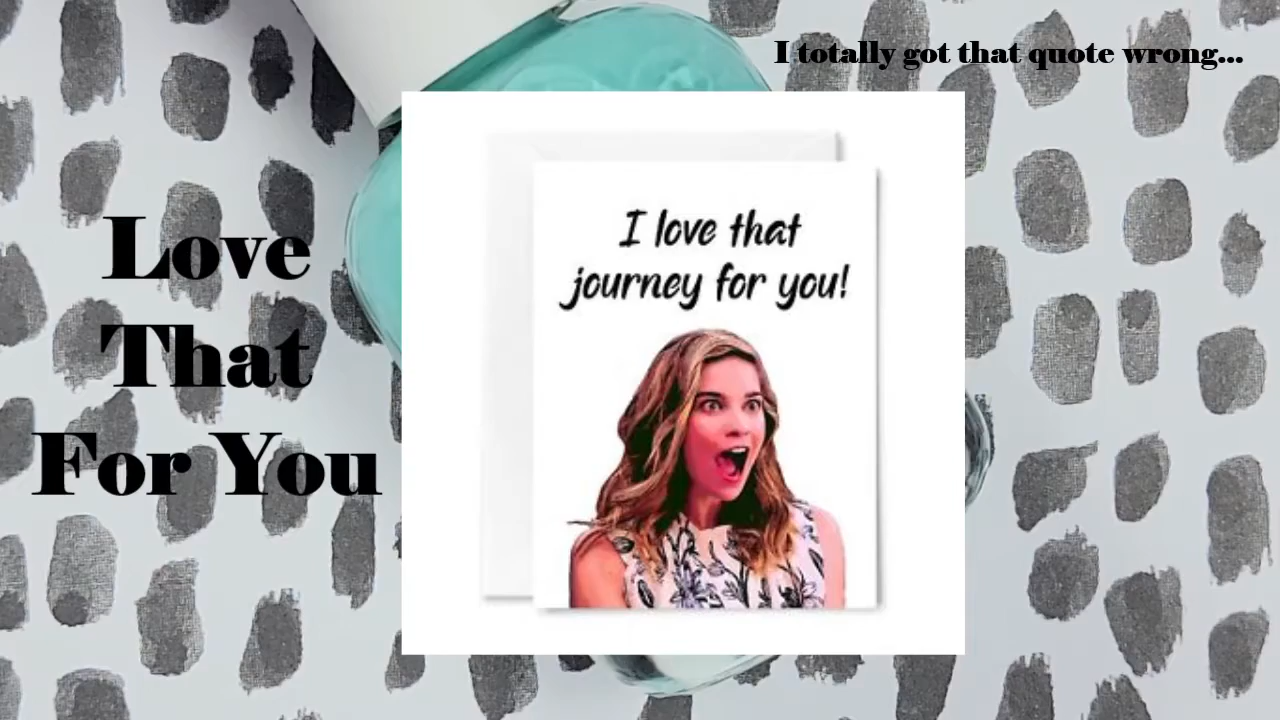 I totally got that quote wrong...
Love
That
For You
I love that
journey for you!